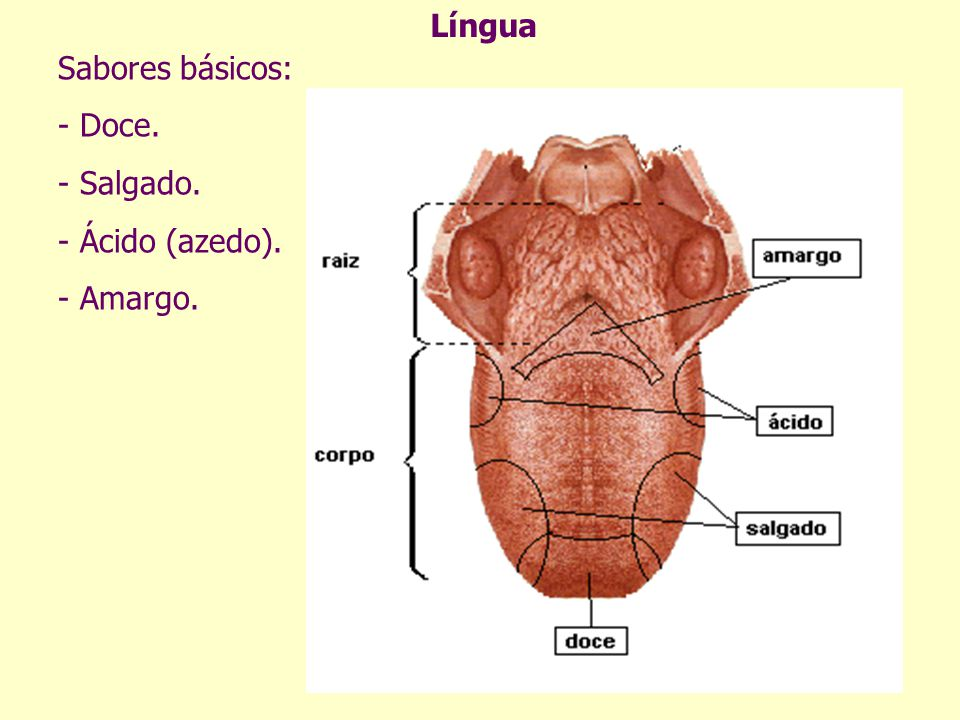 Língua
Sabores básicos:
- Doce.
- Salgado.
- Ácido (azedo).
- Amargo.
raiz
amargo
ácido
corpo
salgado
doce